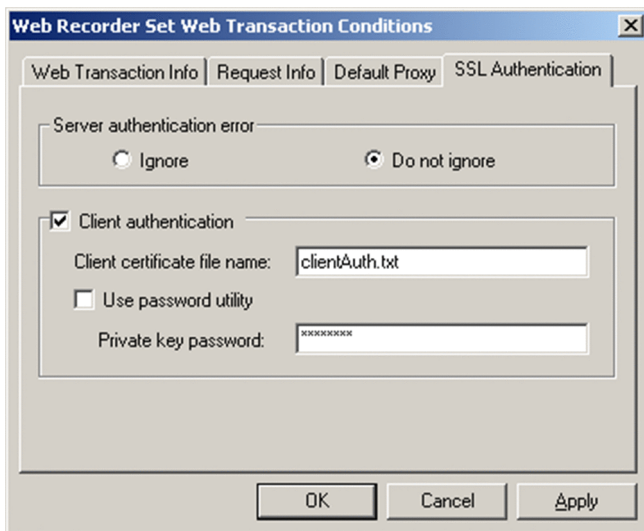 Web Recorder Set Web Transaction Conditions
Web Transaction Info Request Info Default Proxy SSL Authentication
Server authentication error
Ignore Do not ignore
Client authentication
Client certificate file name: clientAuth.txt
Use password utility
Private key password: ********
OK Cancel Apply